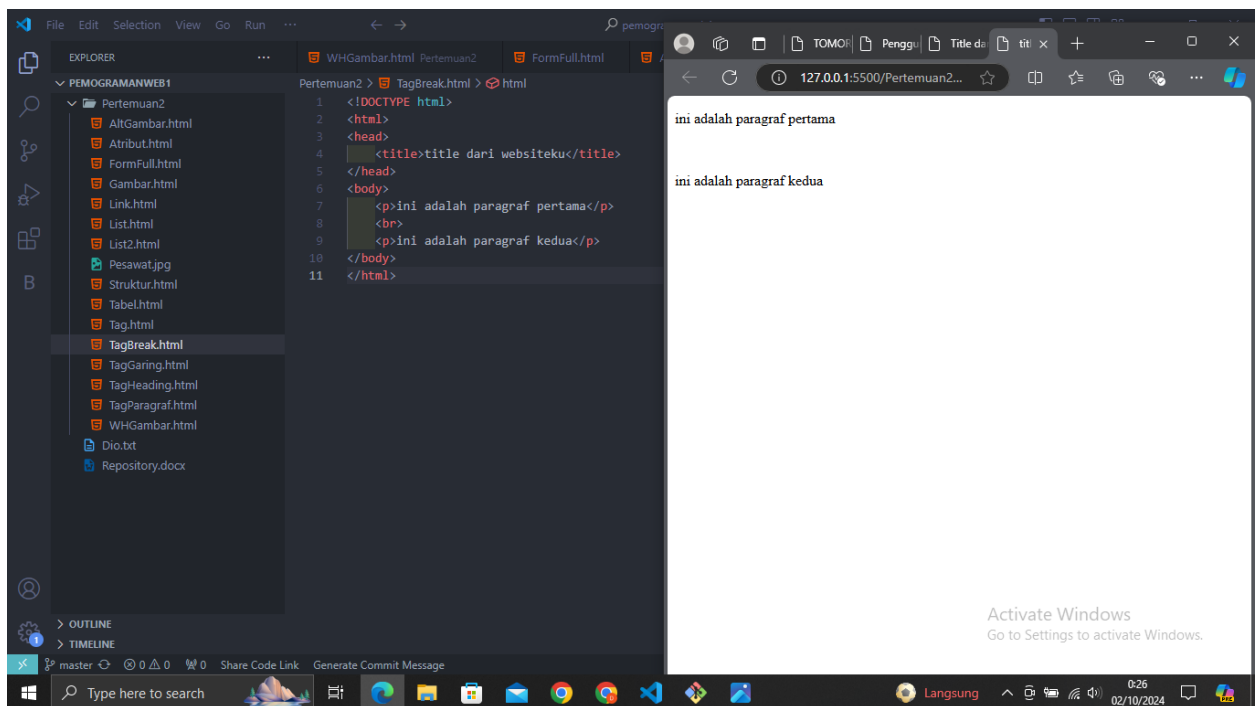 File Edit Selection View Go Run ···
pemogra
EXPLORER ···
PEMOGRAMANWEB1
Pertemuan2
AltGambar.html
Atribut.html
FormFull.html
Gambar.html
Link.html
List.html
List2.html
Pesawat.jpg
Struktur.html
Tabel.html
Tag.html
TagBreak.html
TagGaring.html
TagHeading.html
TagParagraf.html
WHGambar.html
Dio.txt
Repository.docx
OUTLINE
TIMELINE
WHGambar.html Pertemuan2 FormFull.html
Pertemuan2 > TagBreak.html > html
1 <!DOCTYPE html>
2 <html>
3 <head>
4 <title>title dari websiteku</title>
5 </head>
6 <body>
7 <p>ini adalah paragraf pertama</p>
8 <br>
9 <p>ini adalah paragraf kedua</p>
10 </body>
11 </html>
TOMOR Penggu Title da titl
127.0.0.1:5500/Pertemuan2...
ini adalah paragraf pertama
ini adalah paragraf kedua
Activate Windows
Go to Settings to activate Windows.
master 0 0 0 Share Code Link Generate Commit Message
Type here to search
Langsung
0:26
02/10/2024